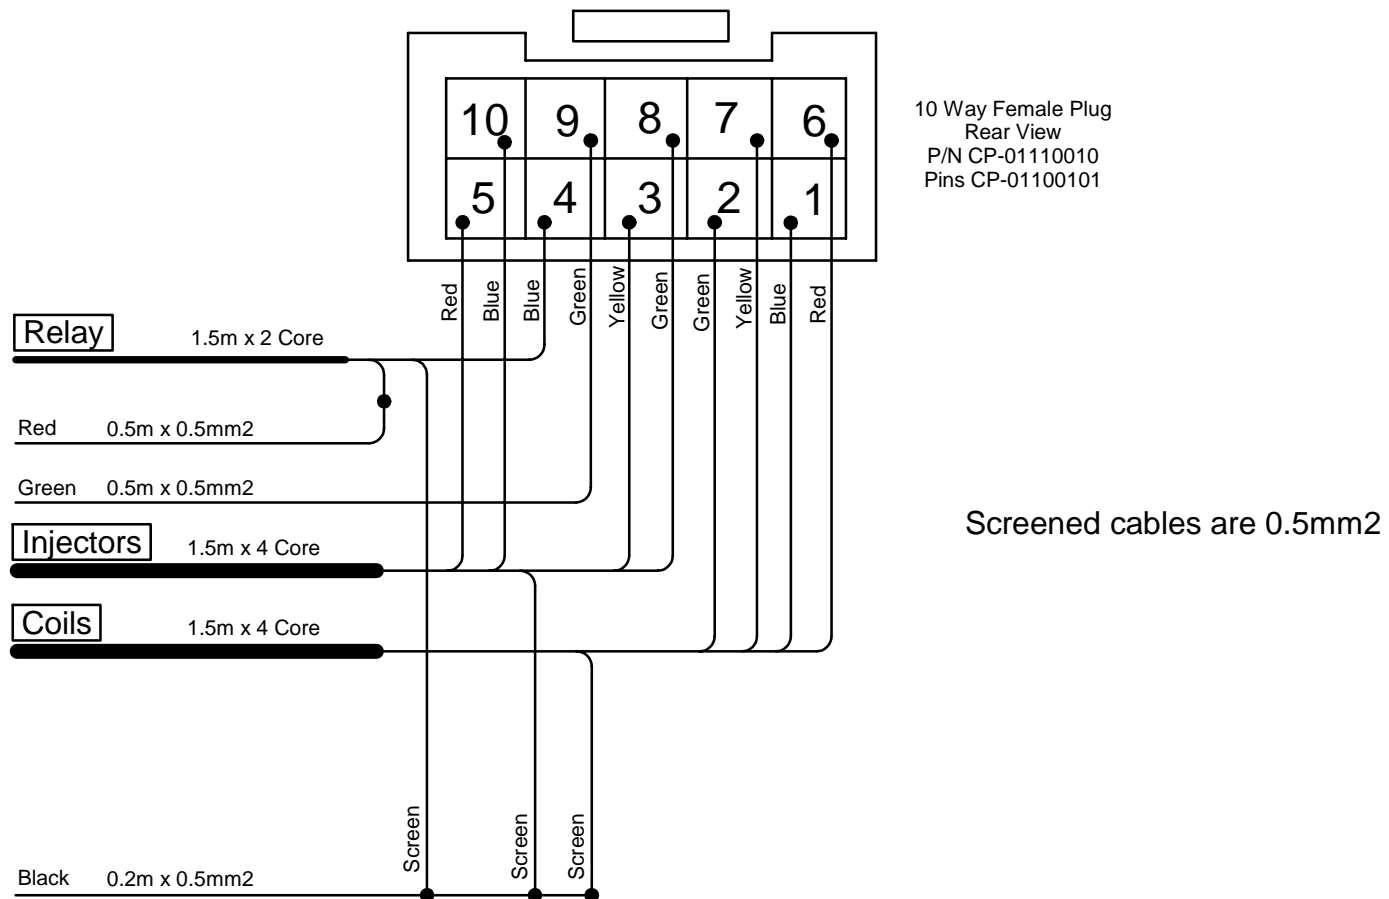 10 9 8 7 6
5 4 3 2 1
10 Way Female Plug
Rear View
P/N CP-01110010
Pins CP-01100101
Red
Blue
Blue
Green
Yellow
Green
Green
Yellow
Blue
Red
Relay
1.5m x 2 Core
Red 0.5m x 0.5mm2
Green 0.5m x 0.5mm2
Injectors
1.5m x 4 Core
Screened cables are 0.5mm2
Coils
1.5m x 4 Core
Screen
Screen
Screen
Black 0.2m x 0.5mm2